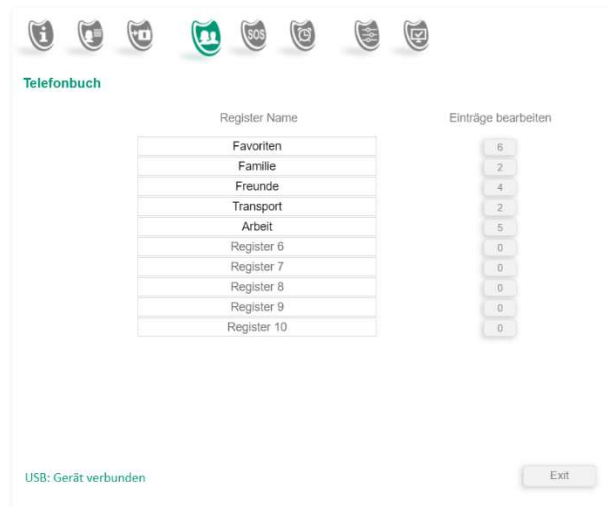 i
SOS
Telefonbuch
Register Name Einträge bearbeiten
Favoriten 6
Familie 2
Freunde 4
Transport 2
Arbeit 5
Register 6 0
Register 7 0
Register 8 0
Register 9 0
Register 10 0
USB: Gerät verbunden Exit